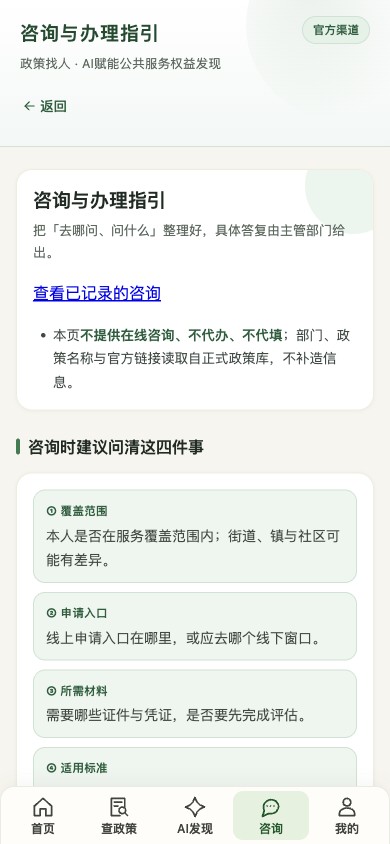 咨询与办理指引
官方渠道
政策找人 · AI赋能公共服务权益发现
← 返回
咨询与办理指引
把「去哪问、问什么」整理好，具体答复由主管部门给
出。
查看已记录的咨询
• 本页不提供在线咨询、不代办、不代填；部门、政
策名称与官方链接读取自正式政策库，不补造信
息。
咨询时建议问清这四件事
① 覆盖范围
本人是否在服务覆盖范围内；街道、镇与社区可
能有差异。
② 申请入口
线上申请入口在哪里，或应去哪个线下窗口。
③ 所需材料
需要哪些证件与凭证，是否要先完成评估。
④ 适用标准
首页
查政策
AI发现
咨询
我的